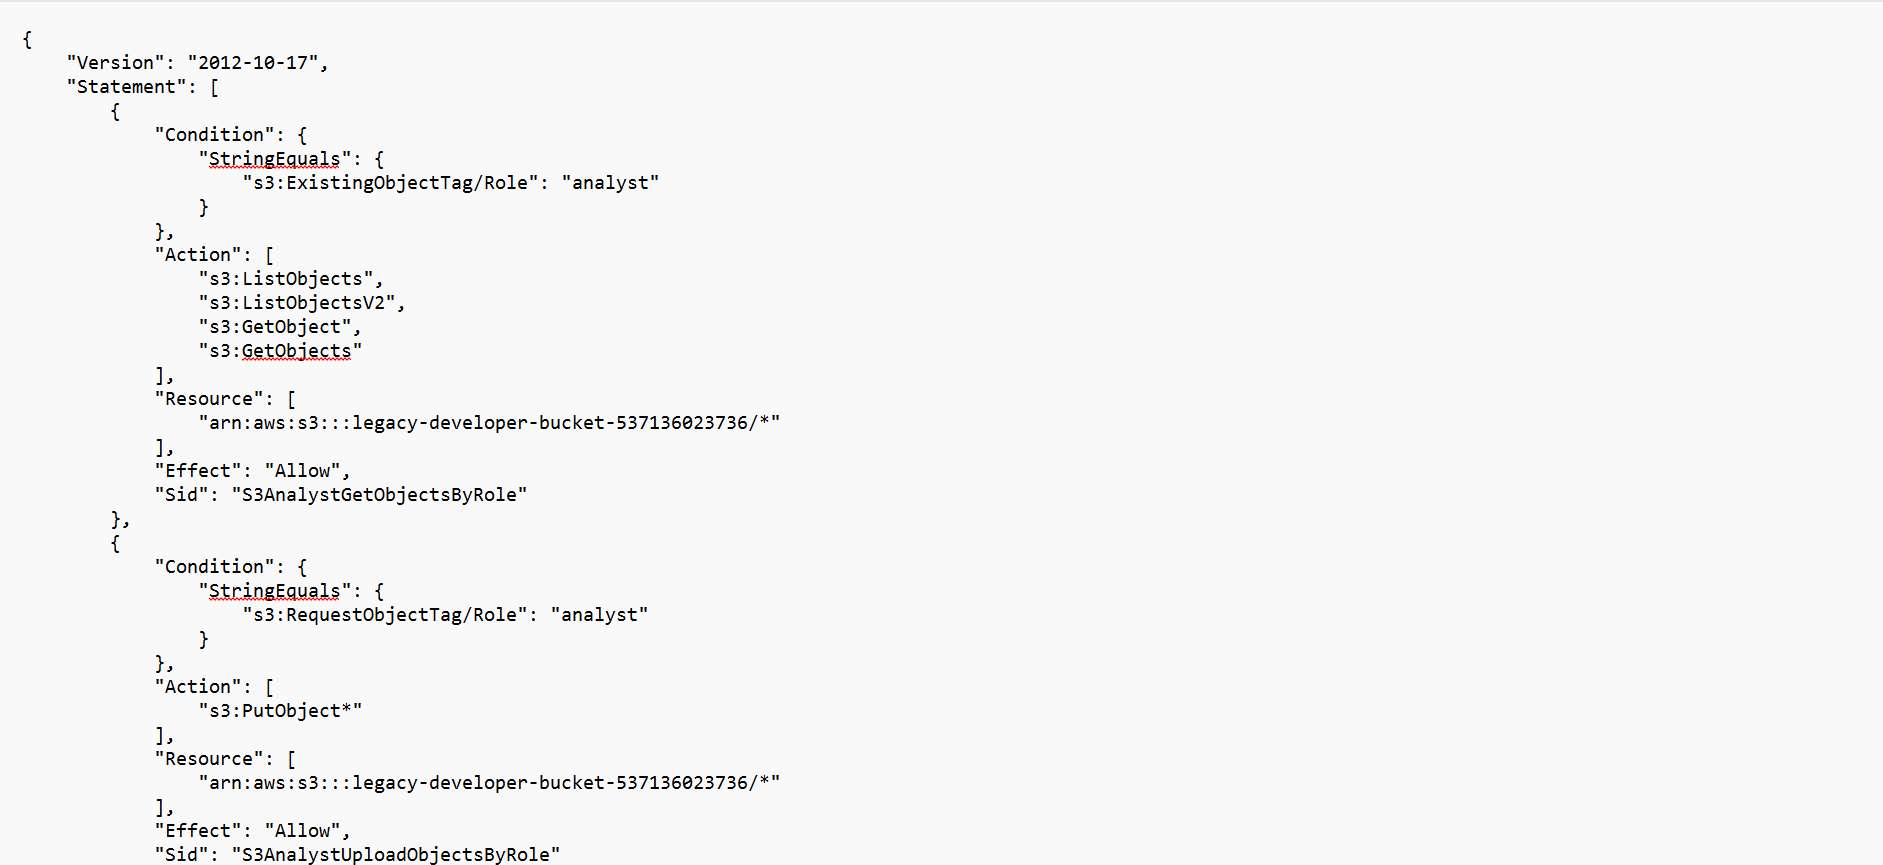 {
    "Version": "2012-10-17",
    "Statement": [
        {
            "Condition": {
                "StringEquals": {
                    "s3:ExistingObjectTag/Role": "analyst"
                }
            },
            "Action": [
                "s3:ListObjects",
                "s3:ListObjectsV2",
                "s3:GetObject",
                "s3:GetObjects"
            ],
            "Resource": [
                "arn:aws:s3:::legacy-developer-bucket-537136023736/*"
            ],
            "Effect": "Allow",
            "Sid": "S3AnalystGetObjectsByRole"
        },
        {
            "Condition": {
                "StringEquals": {
                    "s3:RequestObjectTag/Role": "analyst"
                }
            },
            "Action": [
                "s3:PutObject*"
            ],
            "Resource": [
                "arn:aws:s3:::legacy-developer-bucket-537136023736/*"
            ],
            "Effect": "Allow",
            "Sid": "S3AnalystUploadObjectsByRole"